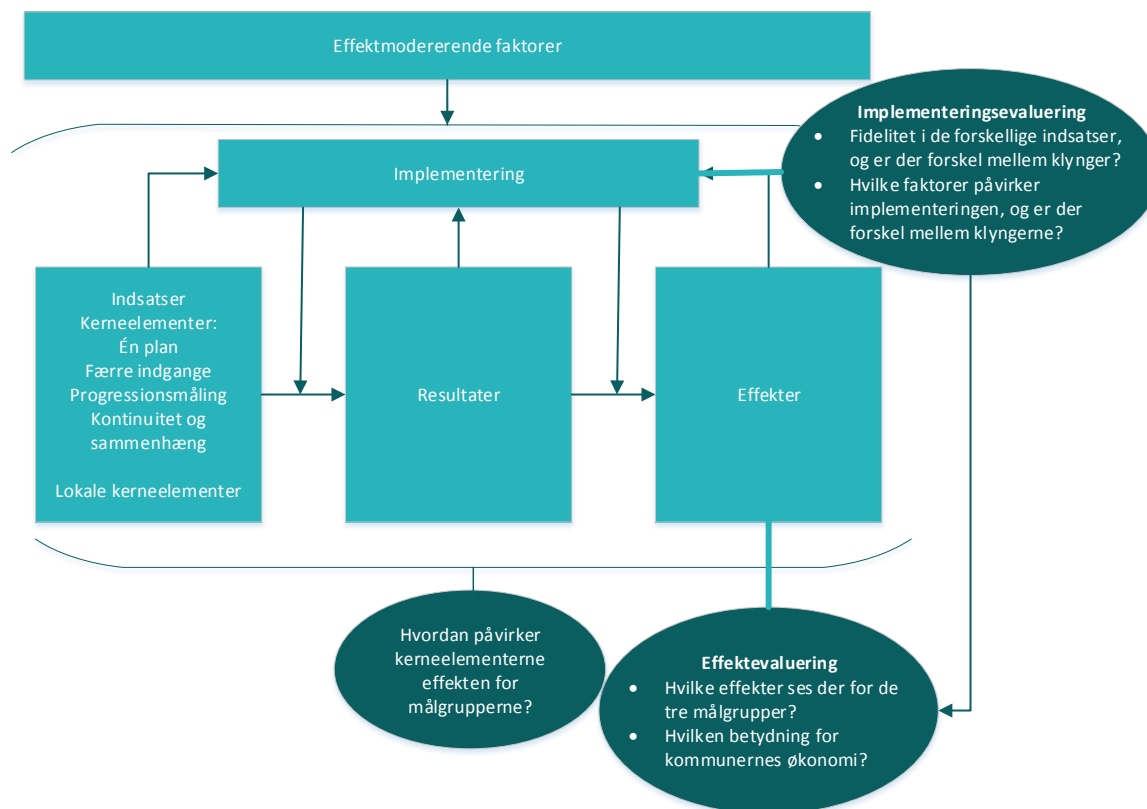 Effektmodererende faktorer
Implementeringsevaluering
• Fidelitet i de forskellige indsatser,
og er der forskel mellem klynger?
• Hvilke faktorer påvirker
implementeringen, og er der
forskel mellem klyngerne?
Implementering
Indsatser
Kerneelementer:
Én plan
Færre indgange
Progressionsmåling
Kontinuitet og
sammenhæng
Lokale kerneelementer
Resultater
Effekter
Hvordan påvirker
kerneelementerne
effekten for
målgrupperne?
Effektevaluering
• Hvilke effekter ses der for de
tre målgrupper?
• Hvilken betydning for
kommunernes økonomi?